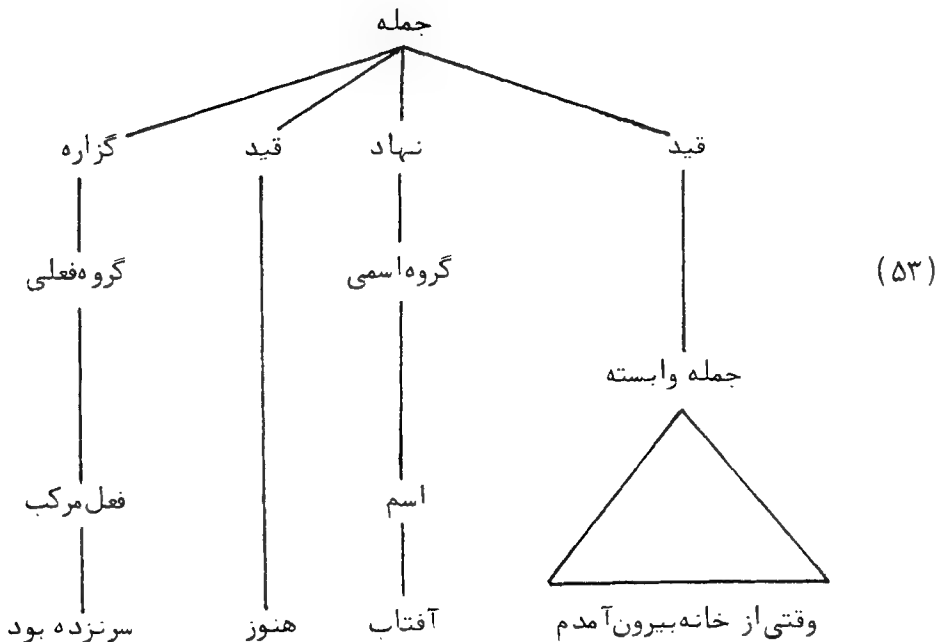 جمله
قید نهاد قید گزاره
(۵۳) گروه‌اسمی گروه‌فعلی
جمله وابسته
اسم فعل‌مرکب
وقتی‌از خانه‌بیرون‌آمدم آفتاب هنوز سرنزده بود